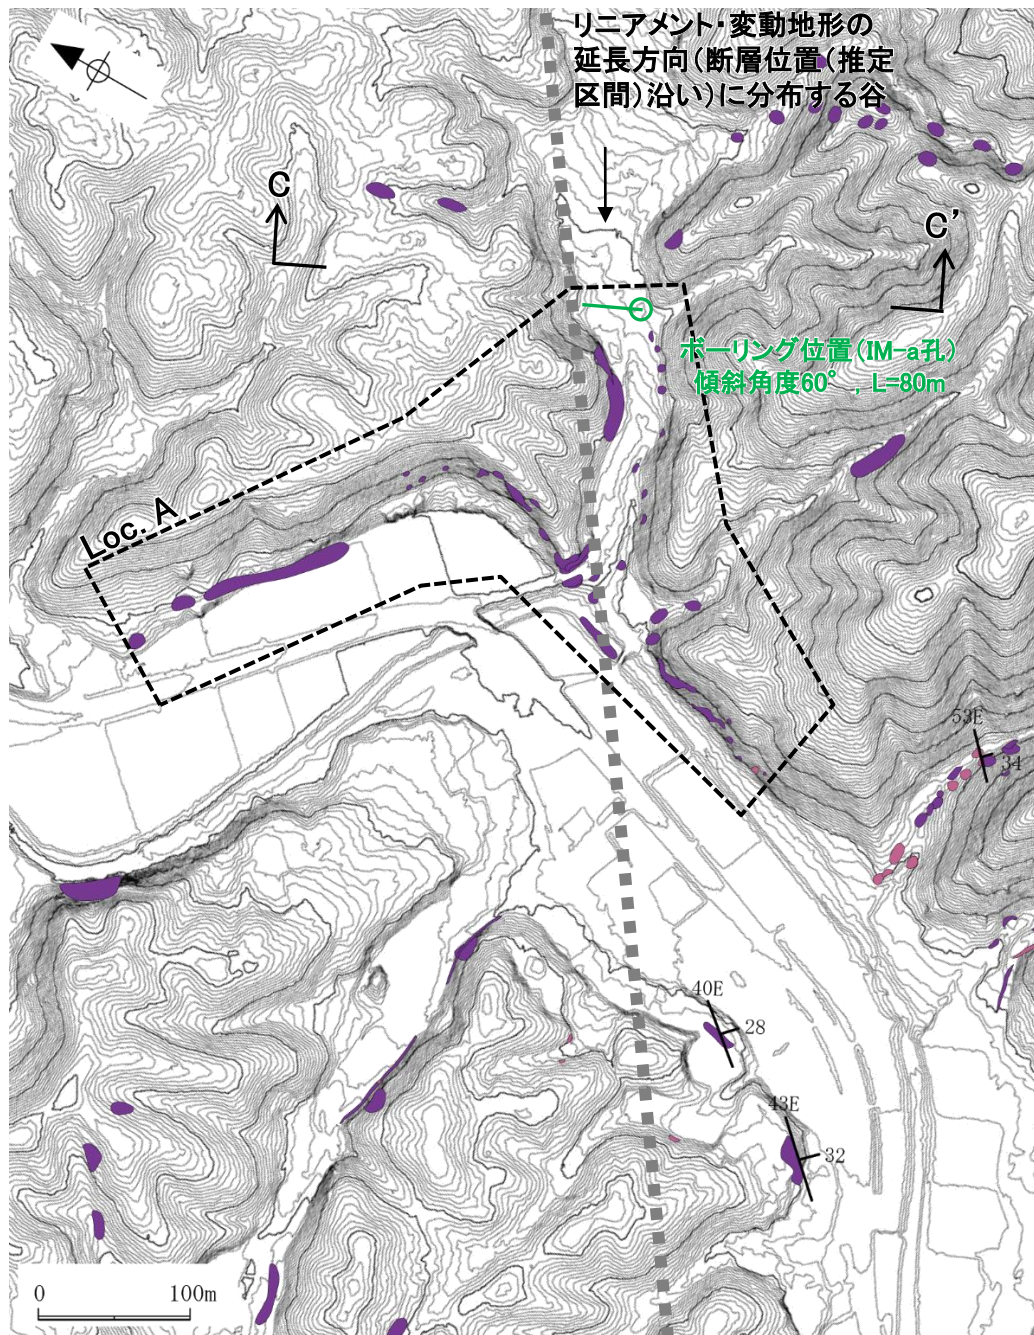 リニアメント・変動地形の
延長方向(断層位置(推定
区間)沿い)に分布する谷
C
C’
ボーリング位置(IM-a孔)
傾斜角度60°, L=80m
Loc. A
53E
34
40E
28
43E
32
0 100m